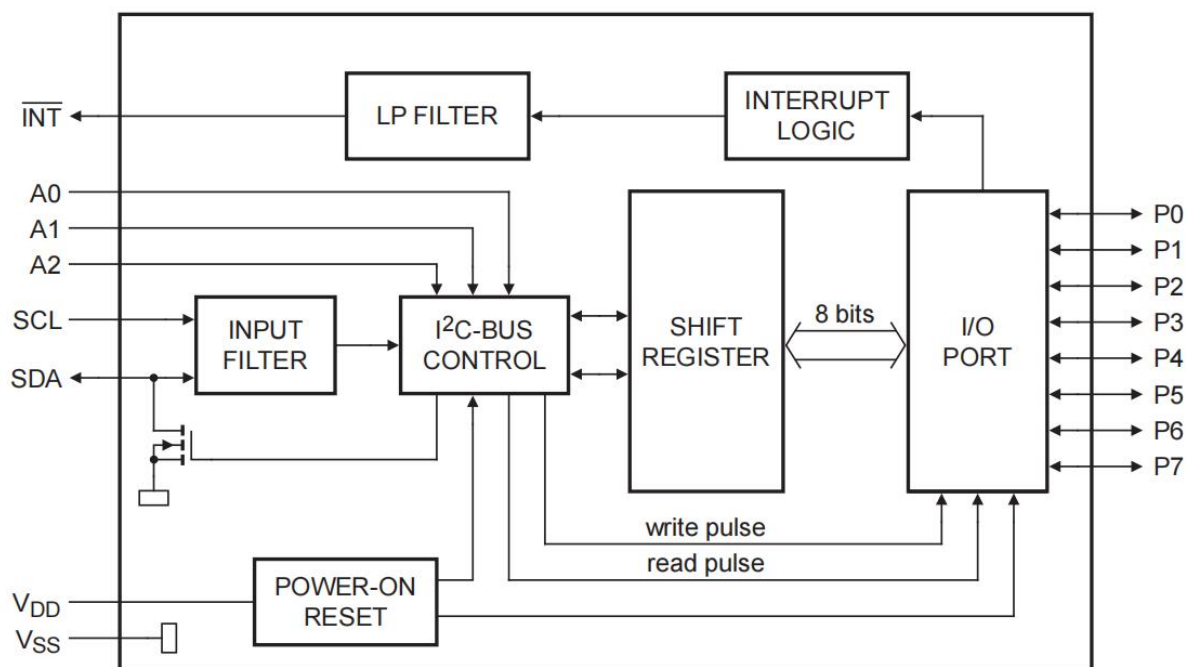 INT
LP FILTER
INTERRUPT
LOGIC
A0
A1
A2
SCL
SDA
INPUT
FILTER
I²C-BUS
CONTROL
SHIFT
REGISTER
8 bits
I/O
PORT
P0
P1
P2
P3
P4
P5
P6
P7
write pulse
read pulse
POWER-ON
RESET
VDD
VSS